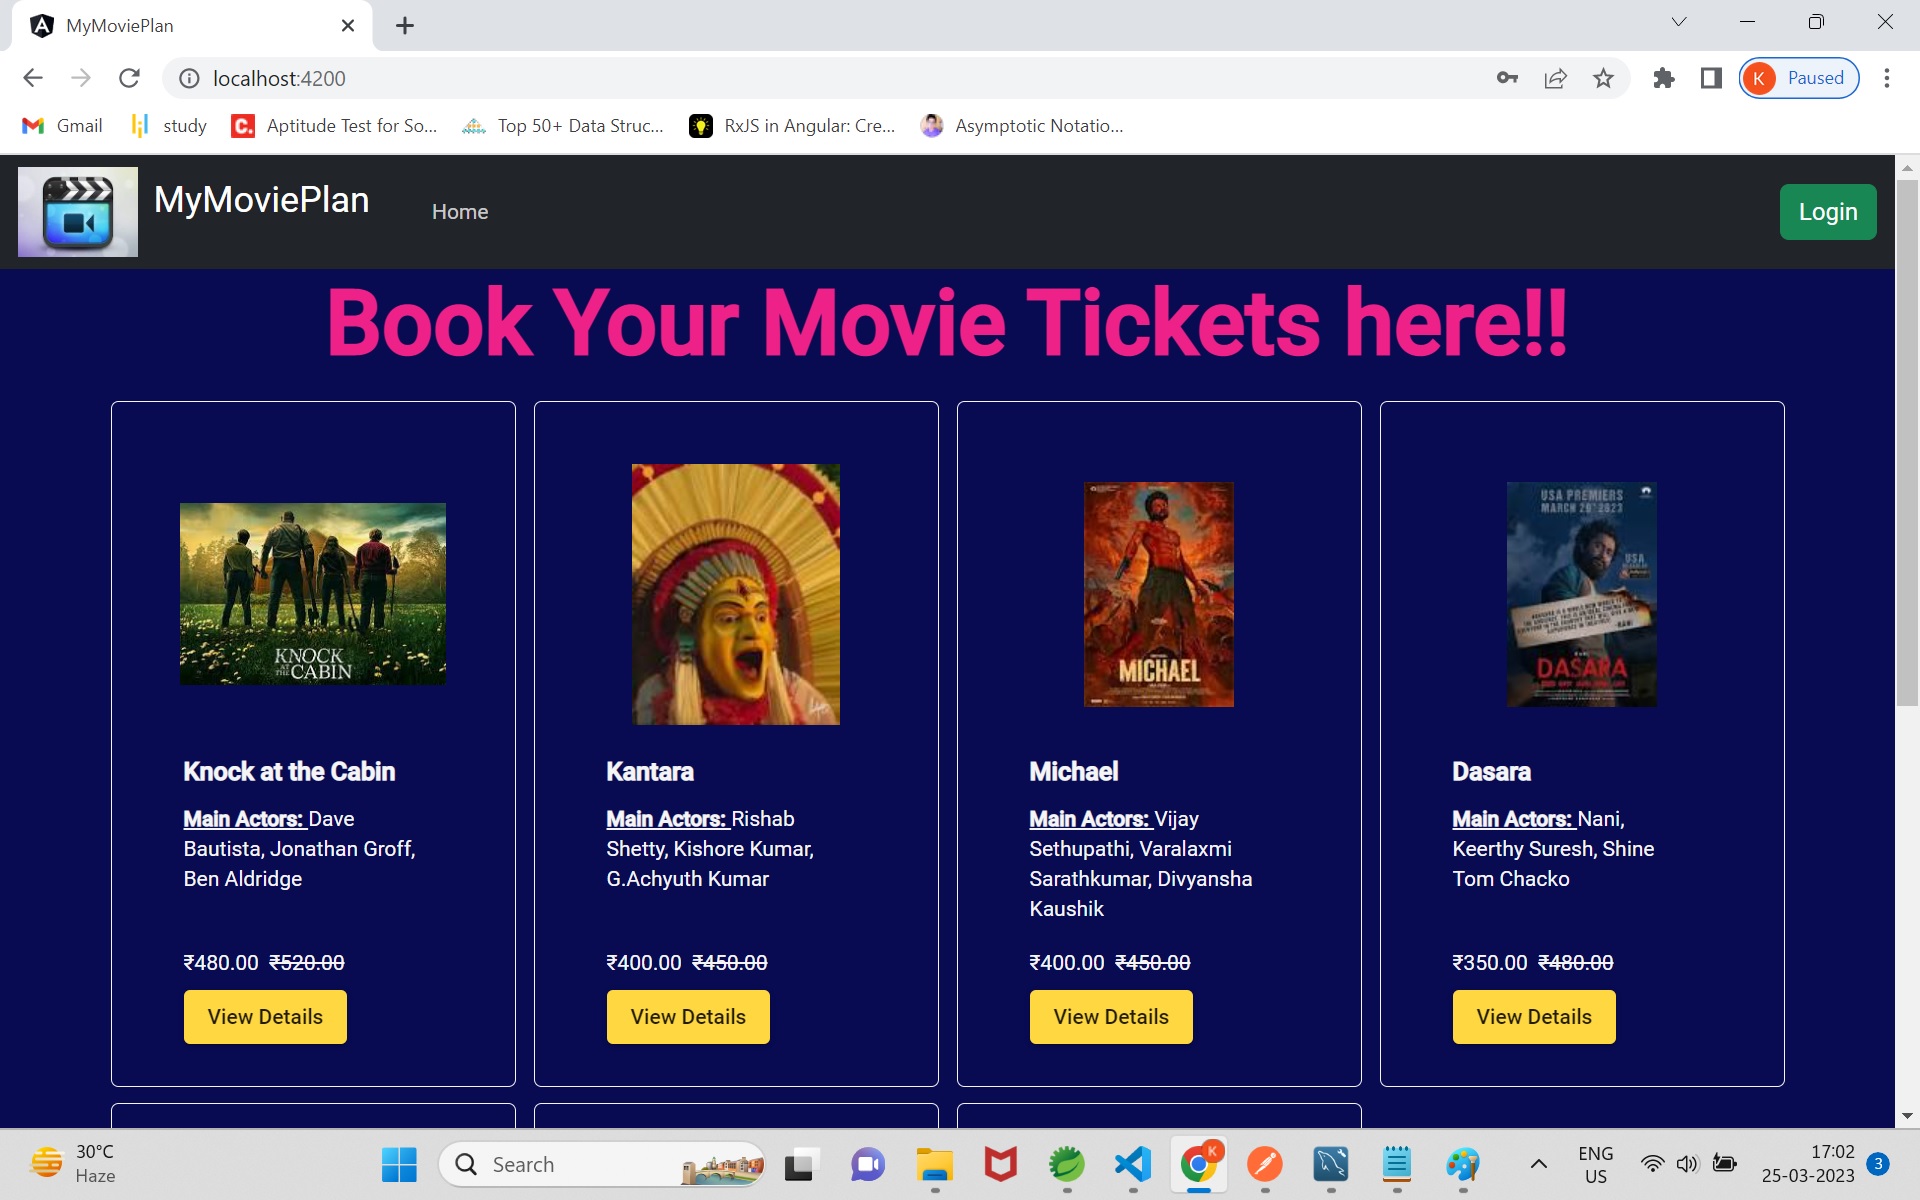 MyMoviePlan
localhost:4200
K Paused
Gmail
study
C.
Aptitude Test for So...
Top 50+ Data Struc...
RxJS in Angular: Cre...
Asymptotic Notatio...
MyMoviePlan
Home
Login
Book Your Movie Tickets here!!
KNOCK
AT THE CABIN
Knock at the Cabin
Main Actors: Dave
Bautista, Jonathan Groff,
Ben Aldridge
₹480.00 ₹520.00
View Details
Kantara
Main Actors: Rishab
Shetty, Kishore Kumar,
G.Achyuth Kumar
₹400.00 ₹450.00
View Details
MICHAEL
Michael
Main Actors: Vijay
Sethupathi, Varalaxmi
Sarathkumar, Divyansha
Kaushik
₹400.00 ₹450.00
View Details
USA PREMIERS
MARCH 29TH 2023
USA
NANI
DASARA
Dasara
Main Actors: Nani,
Keerthy Suresh, Shine
Tom Chacko
₹350.00 ₹480.00
View Details
30°C
Haze
Search
K
ENG
US
17:02
25-03-2023
3